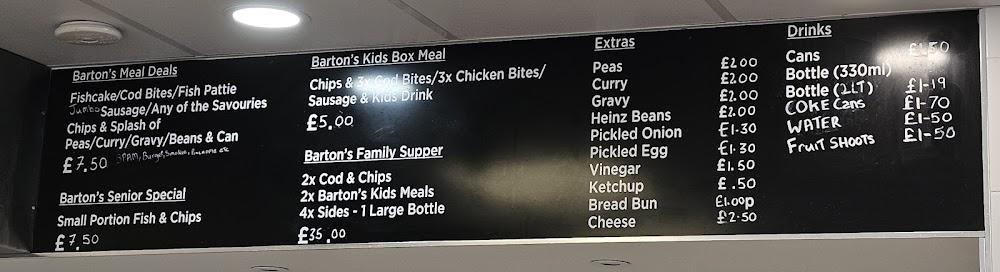 Barton's Meal Deals
Fishcake/Cod Bites/Fish Pattie
Jumbo Sausage/Any of the Savouries
Chips & Splash of
Peas/Curry/Gravy/Beans & Can
£7.50 SPAM, Burger, Smokies, Pineapple etc
Barton's Senior Special
Small Portion Fish & Chips
£7.50
Barton's Kids Box Meal
Chips & 3x Cod Bites/3x Chicken Bites/
Sausage & Kids Drink
£5.00
Barton's Family Supper
2x Cod & Chips
2x Barton's Kids Meals
4x Sides - 1 Large Bottle
£35.00
Extras
Peas £2.00
Curry £2.00
Gravy £2.00
Heinz Beans £2.00
Pickled Onion £1.30
Pickled Egg £1.30
Vinegar £1.50
Ketchup £.50
Bread Bun £1.00p
Cheese £2.50
Drinks
Cans £1.50
Bottle (330ml)
Bottle (2LT) £1-19
COKE Cans £1-70
WATER £1-50
FRUIT SHOOTS £1-50